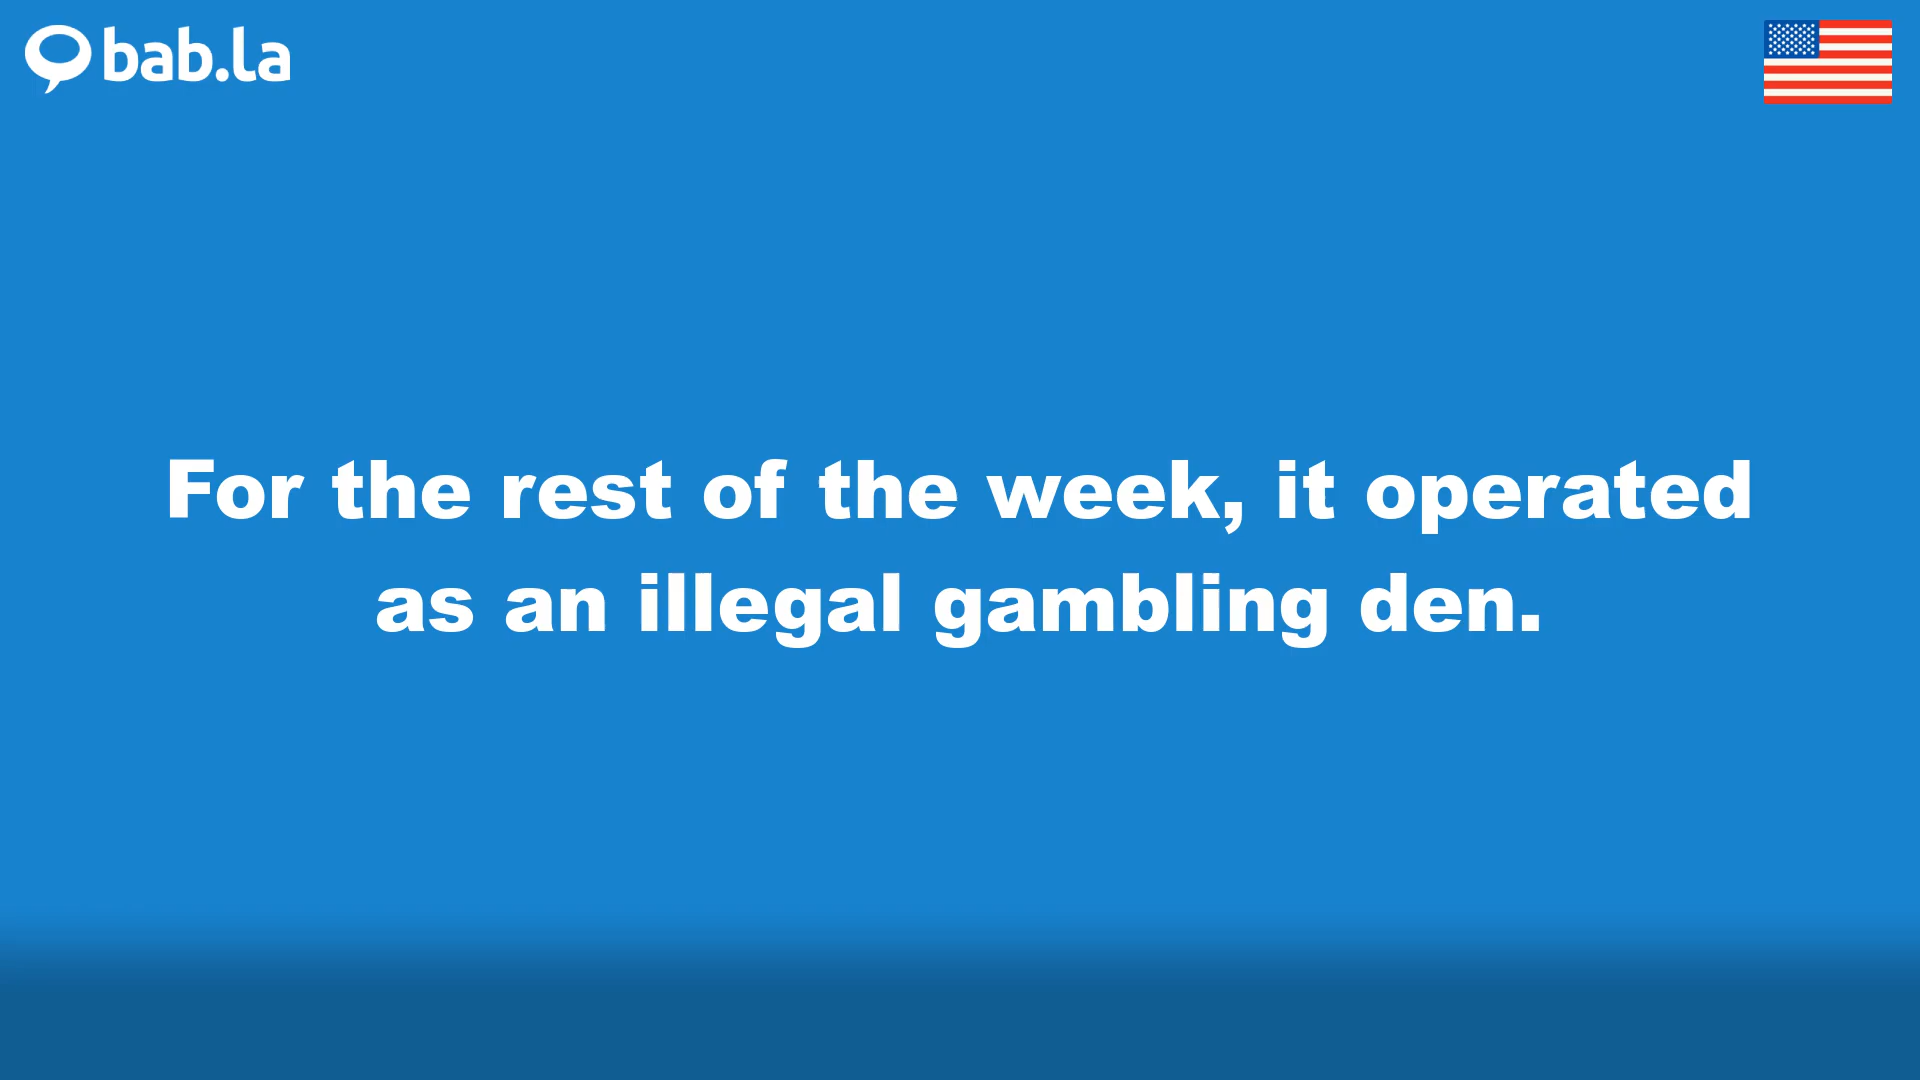 bab.la
For the rest of the week, it operated
as an illegal gambling den.